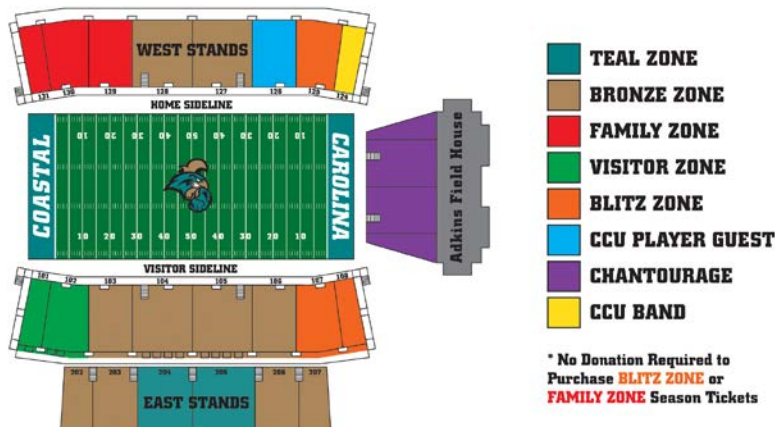 WEST STANDS
131 130 129 128 127 126 125 124
HOME SIDELINE
COASTAL
10 20 30 40 50 40 30 20 10
CAROLINA
10 20 30 40 50 40 30 20 10
VISITOR SIDELINE
101 102 103 104 105 106 107 108
202 203 204 205 206 207
EAST STANDS
Adkins Field House
TEAL ZONE
BRONZE ZONE
FAMILY ZONE
VISITOR ZONE
BLITZ ZONE
CCU PLAYER GUEST
CHANTOURAGE
CCU BAND
* No Donation Required to
Purchase BLITZ ZONE or
FAMILY ZONE Season Tickets